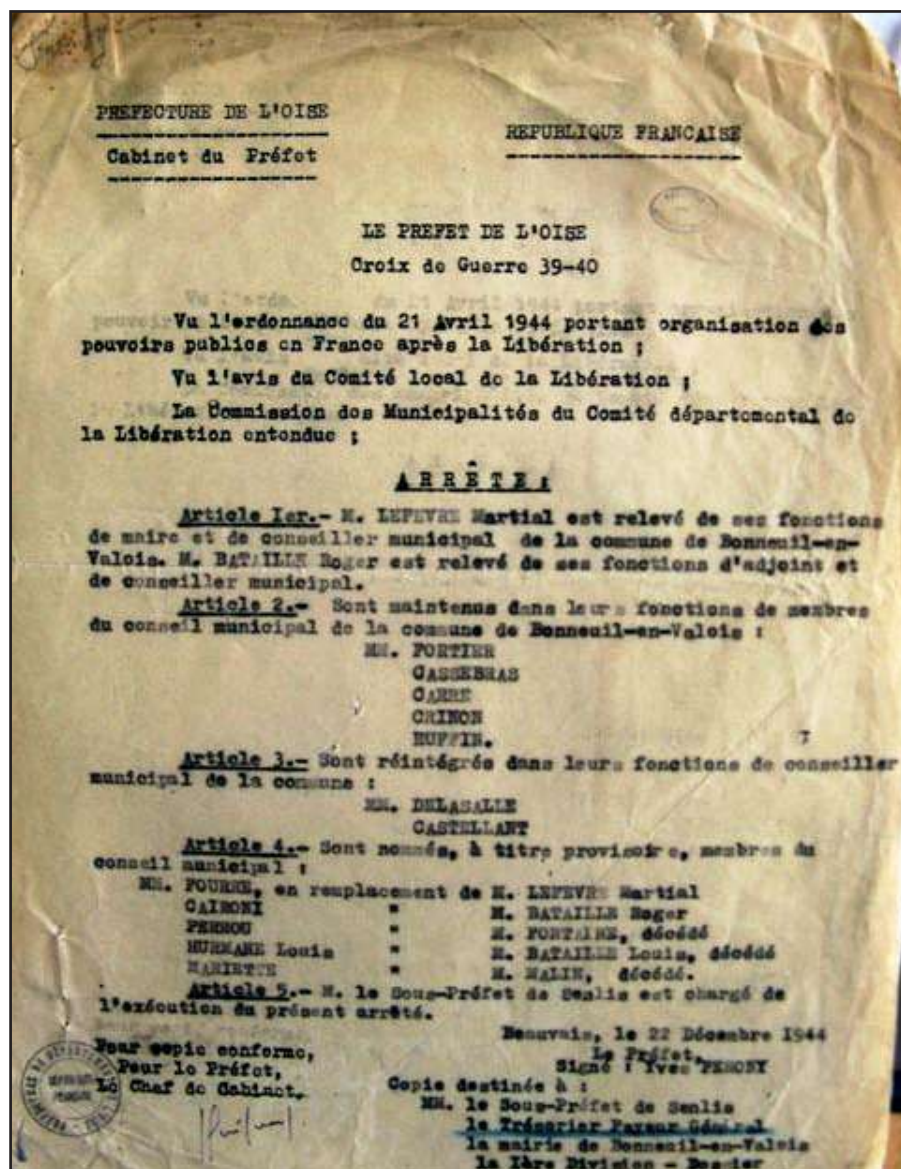 PREFECTURE DE L'OISE
Cabinet du Préfet
REPUBLIQUE FRANCAISE
LE PREFET DE L'OISE
Croix de Guerre 39-40
Vu l'ordonnance du 21 Avril 1944 portant organisation des
pouvoirs publics en France après la Libération ;
Vu l'avis du Comité local de la Libération ;
La Commission des Municipalités du Comité départemental de
la Libération entendue ;
ARRÊTE :
Article Ier.- M. LEFEVRE Martial est relevé de ses fonctions
de maire et de conseiller municipal de la commune de Bonneuil-en-
Valois. M. BATAILLE Roger est relevé de ses fonctions d'adjoint et
de conseiller municipal.
Article 2.- Sont maintenus dans leurs fonctions de membres
du conseil municipal de la commune de Bonneuil-en-Valois :
MM. FORTIER
CASSEBRAS
CARRE
CRINON
RUFFIN.
Article 3.- Sont réintégrés dans leurs fonctions de conseiller
municipal de la commune :
MM. DELASALLE
CASTELLANT
Article 4.- Sont nommés, à titre provisoire, membres du
conseil municipal :
MM. FOURRE, en remplacement de M. LEFEVRE Martial
CAIRONI " M. BATAILLE Roger
" M. décédé
Louis " M. BATAILLE Louis, décédé
MARIETTE " M. MALIN, décédé.
Article 5.- M. le Sous-Préfet de Senlis est chargé de
l'exécution du présent arrêté.
Beauvais, le 22 Décembre 1944
Le Préfet,
Signé : Yves PERONY
Pour copie conforme,
Pour le Préfet,
Le Chef de Cabinet.
Copie destinée à :
MM. le Sous-Préfet de Senlis
le Trésorier Payeur Général
la mairie de Bonneuil-en-Valois
la Ière Division - Dossier